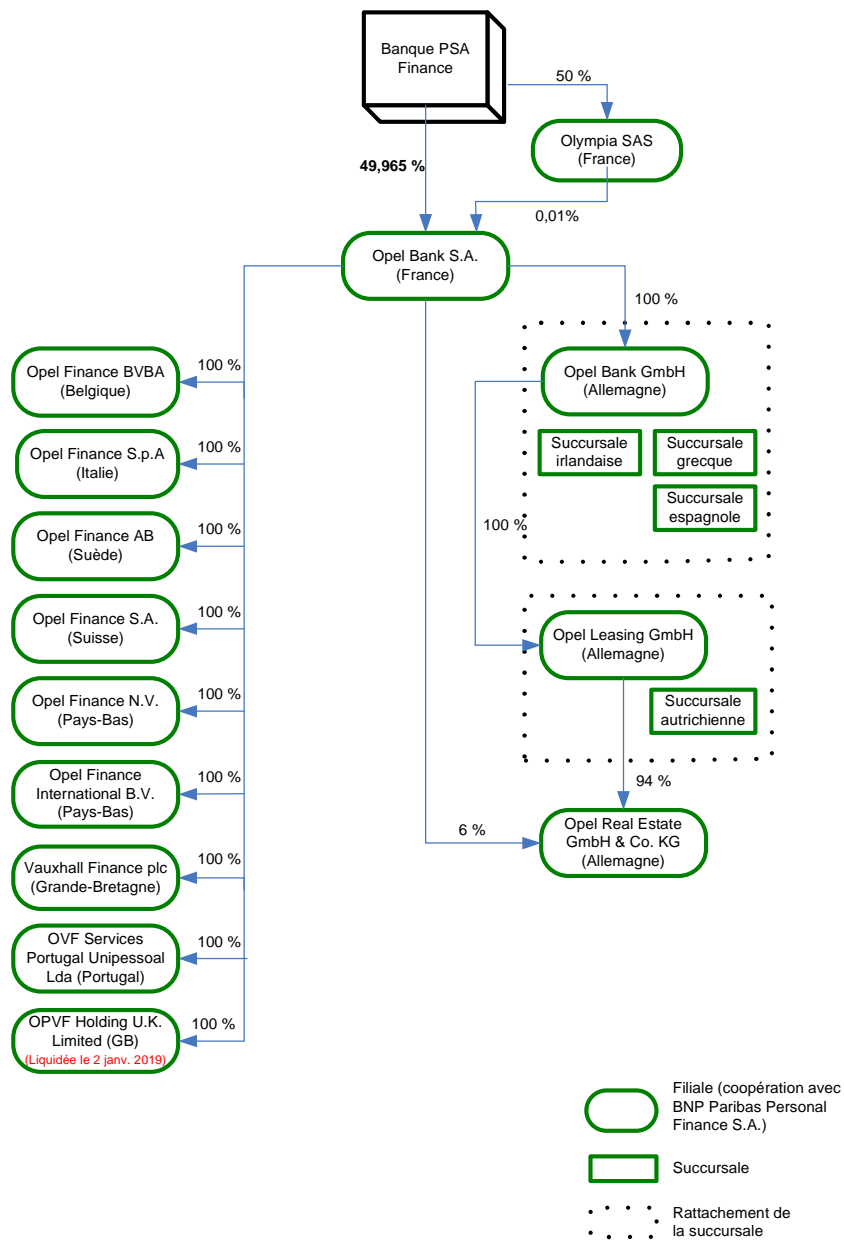 Banque PSA
Finance
50 %
Olympia SAS
(France)
49,965 %
0,01%
Opel Bank S.A.
(France)
100 %
100 %
Opel Finance BVBA
(Belgique)
Opel Bank GmbH
(Allemagne)
100 %
Opel Finance S.p.A
(Italie)
Succursale
irlandaise
Succursale
grecque
Succursale
espagnole
100 %
Opel Finance AB
(Suède)
100 %
100 %
Opel Finance S.A.
(Suisse)
Opel Leasing GmbH
(Allemagne)
100 %
Opel Finance N.V.
(Pays-Bas)
Succursale
autrichienne
100 %
Opel Finance
International B.V.
(Pays-Bas)
94 %
6 %
Opel Real Estate
GmbH & Co. KG
(Allemagne)
100 %
Vauxhall Finance plc
(Grande-Bretagne)
100 %
OVF Services
Portugal Unipessoal
Lda (Portugal)
100 %
OPVF Holding U.K.
Limited (GB)
(Liquidée le 2 janv. 2019)
Filiale (coopération avec
BNP Paribas Personal
Finance S.A.)
Succursale
Rattachement de
la succursale